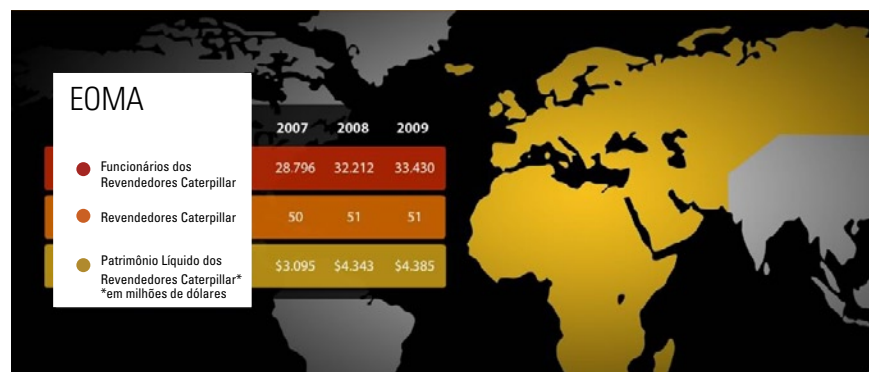 EOMA
2007 2008 2009
Funcionários dos
Revendedores Caterpillar
28.796 32.212 33.430
Revendedores Caterpillar
50 51 51
Patrimônio Líquido dos
Revendedores Caterpillar*
*em milhões de dólares
$3.095 $4.343 $4.385